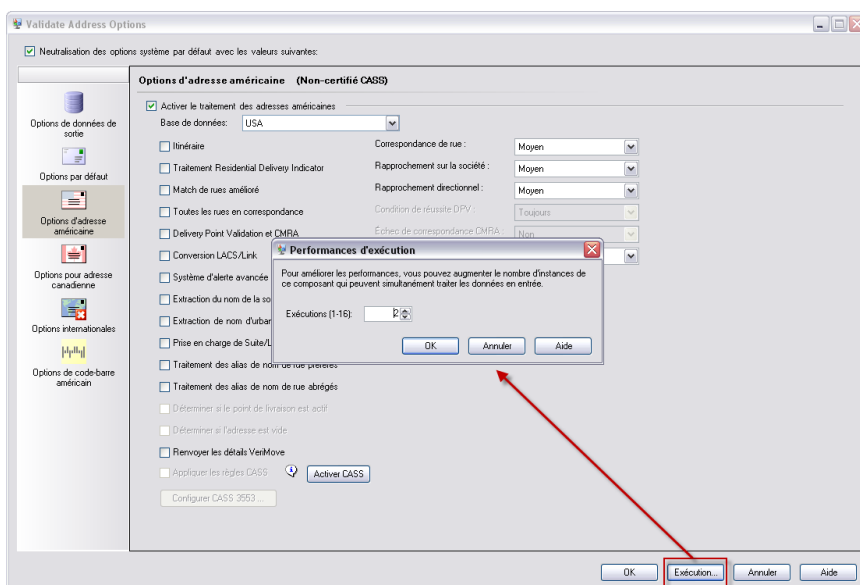 Validate Address Options
Neutralisation des options système par défaut avec les valeurs suivantes:
Options de données de
sortie
Options par défaut
Options d'adresse
américaine
Options pour adresse
canadienne
Options internationales
Options de code-barre
américain
Options d'adresse américaine (Non-certifié CASS)
Activer le traitement des adresses américaines
Base de données: USA
Itinéraire
Correspondance de rue : Moyen
Traitement Residential Delivery Indicator
Rapprochement sur la société : Moyen
Match de rues amélioré
Rapprochement directionnel : Moyen
Toutes les rues en correspondance
Condition de réussite DPV : Toujours
Delivery Point Validation et CMRA
Échec de correspondance CMRA : Non
Conversion LACS/Link
Système d'alerte avancée
Extraction du nom de la so
Extraction de nom d'urbar
Prise en charge de Suite/L
Traitement des alias de nom de rue préférés
Traitement des alias de nom de rue abrégés
Déterminer si le point de livraison est actif
Déterminer si l'adresse est vide
Renvoyer les détails VeriMove
Appliquer les règles CASS
Activer CASS
Configurer CASS 3553 ...
Performances d'exécution
Pour améliorer les performances, vous pouvez augmenter le nombre d'instances de
ce composant qui peuvent simultanément traiter les données en entrée.
Exécutions (1-16): 2
OK Annuler Aide
OK Exécution... Annuler Aide